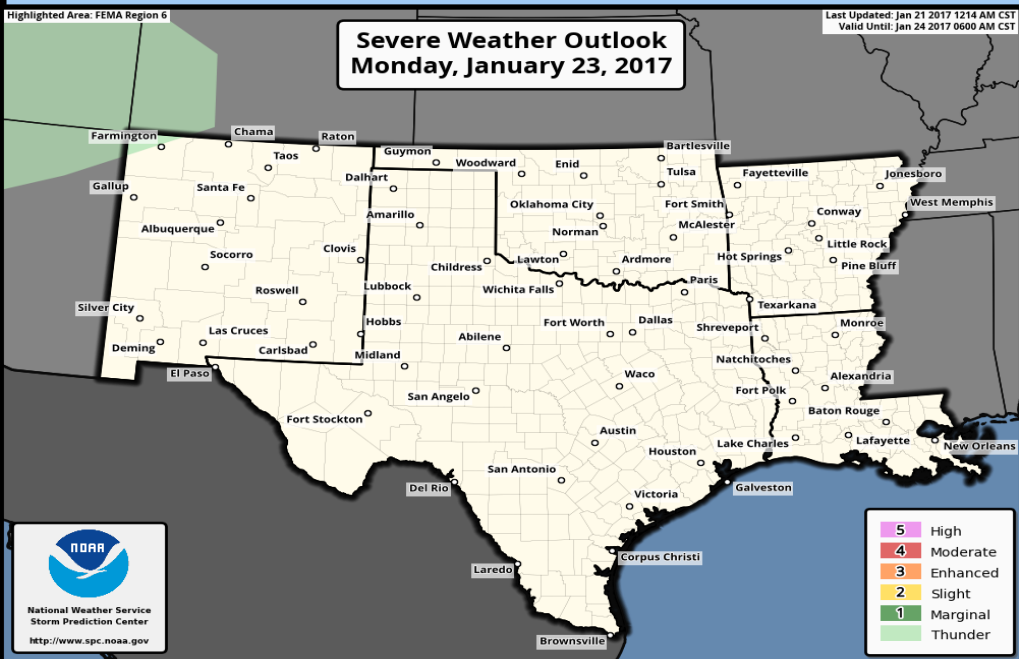 Highlighted Area: FEMA Region 6
Severe Weather Outlook
Monday, January 23, 2017
Last Updated: Jan 21 2017 1214 AM CST
Valid Until: Jan 24 2017 0600 AM CST
Farmington
Chama
Raton
Taos
Guymon
Woodward
Enid
Bartlesville
Tulsa
Fayetteville
Jonesboro
Gallup
Santa Fe
Dalhart
Albuquerque
Amarillo
Oklahoma City
Fort Smith
Norman
McAlester
Conway
West Memphis
Little Rock
Socorro
Clovis
Childress
Lawton
Ardmore
Hot Springs
Pine Bluff
Roswell
Lubbock
Wichita Falls
Paris
Texarkana
Silver City
Las Cruces
Hobbs
Abilene
Fort Worth
Dallas
Shreveport
Monroe
Deming
Carlsbad
Midland
Natchitoches
El Paso
San Angelo
Waco
Fort Polk
Alexandria
Fort Stockton
Austin
Baton Rouge
Lake Charles
Lafayette
New Orleans
Houston
San Antonio
Del Rio
Galveston
Victoria
Corpus Christi
Laredo
Brownsville
NOAA
National Weather Service
Storm Prediction Center
http://www.spc.noaa.gov
5 High
4 Moderate
3 Enhanced
2 Slight
1 Marginal
Thunder